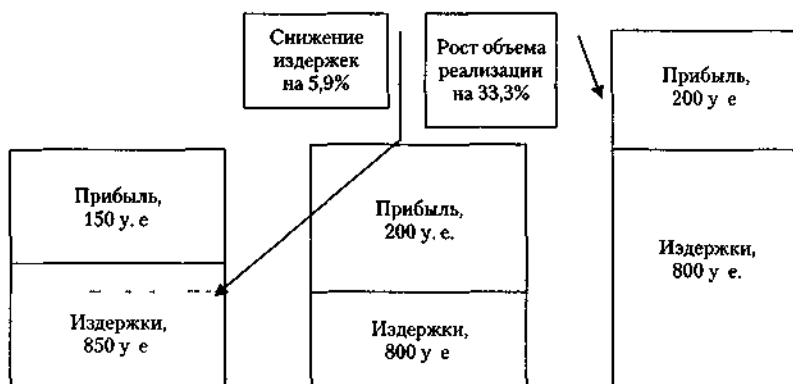 Снижение
издержек
на 5,9%
Рост объема
реализации
на 33,3%
Прибыль,
200 у е
Прибыль,
150 у. е
Прибыль,
200 у. е.
Издержки,
800 у е.
Издержки,
850 у е
Издержки,
800 у е